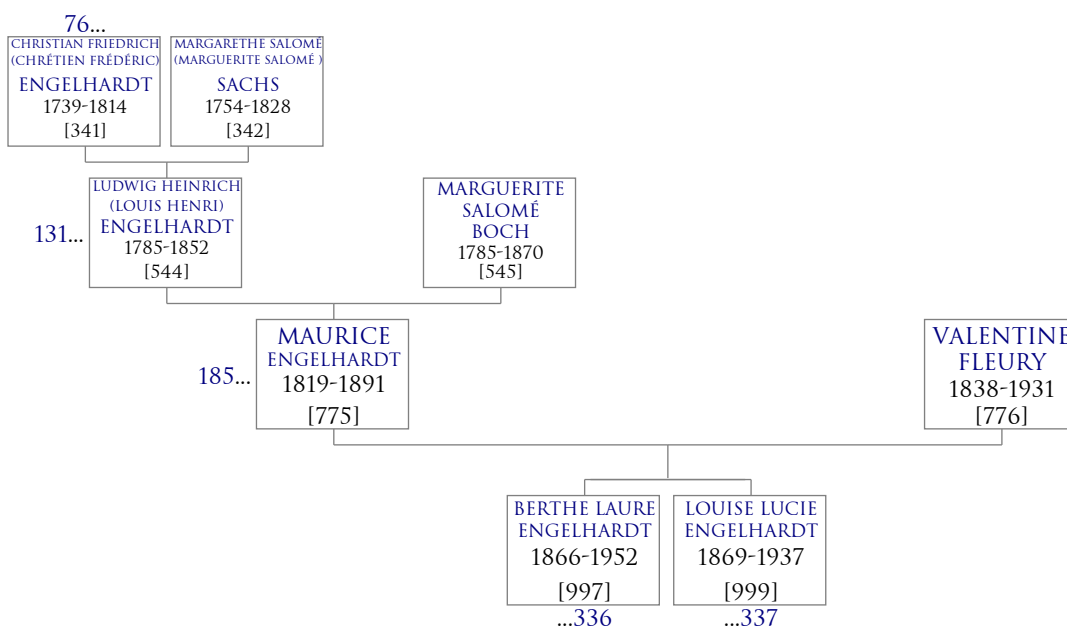 76...
CHRISTIAN FRIEDRICH
(CHRÉTIEN FRÉDÉRIC)
ENGELHARDT
1739-1814
[341]
MARGARETHE SALOMÉ
(MARGUERITE SALOMÉ )
SACHS
1754-1828
[342]
131...
LUDWIG HEINRICH
(LOUIS HENRI)
ENGELHARDT
1785-1852
[544]
MARGUERITE
SALOMÉ
BOCH
1785-1870
[545]
185...
MAURICE
ENGELHARDT
1819-1891
[775]
VALENTINE
FLEURY
1838-1931
[776]
BERTHE LAURE
ENGELHARDT
1866-1952
[997]
...336
LOUISE LUCIE
ENGELHARDT
1869-1937
[999]
...337